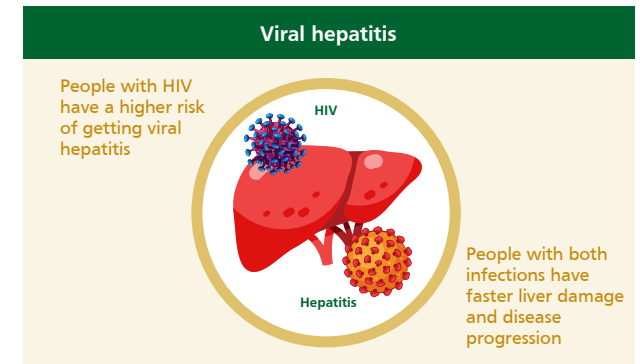 Viral hepatitis
People with HIV
have a higher risk
of getting viral
hepatitis
HIV
Hepatitis
People with both
infections have
faster liver damage
and disease
progression